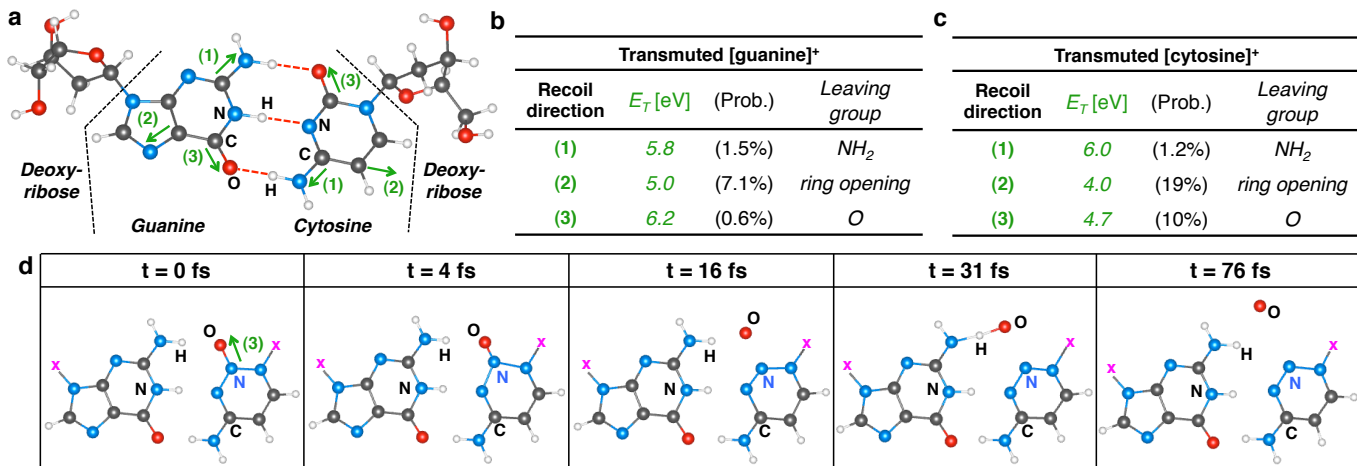 a
(1)
(3)
H
N
N
(2)
C
(3)
O
C
H
(1)
(2)
Deoxy-
ribose
Deoxy-
ribose
Guanine
Cytosine
b
Transmuted [guanine]+
Recoil direction E_T [eV] (Prob.) Leaving group
(1) 5.8 (1.5%) NH2
(2) 5.0 (7.1%) ring opening
(3) 6.2 (0.6%) O
c
Transmuted [cytosine]+
Recoil direction E_T [eV] (Prob.) Leaving group
(1) 6.0 (1.2%) NH2
(2) 4.0 (19%) ring opening
(3) 4.7 (10%) O
d
t = 0 fs t = 4 fs t = 16 fs t = 31 fs t = 76 fs
O
(3)
H
x
x
N
N
C
O
H
x
x
N
N
C
O
H
x
x
N
N
C
O
H
x
x
N
N
C
O
H
x
x
N
N
C